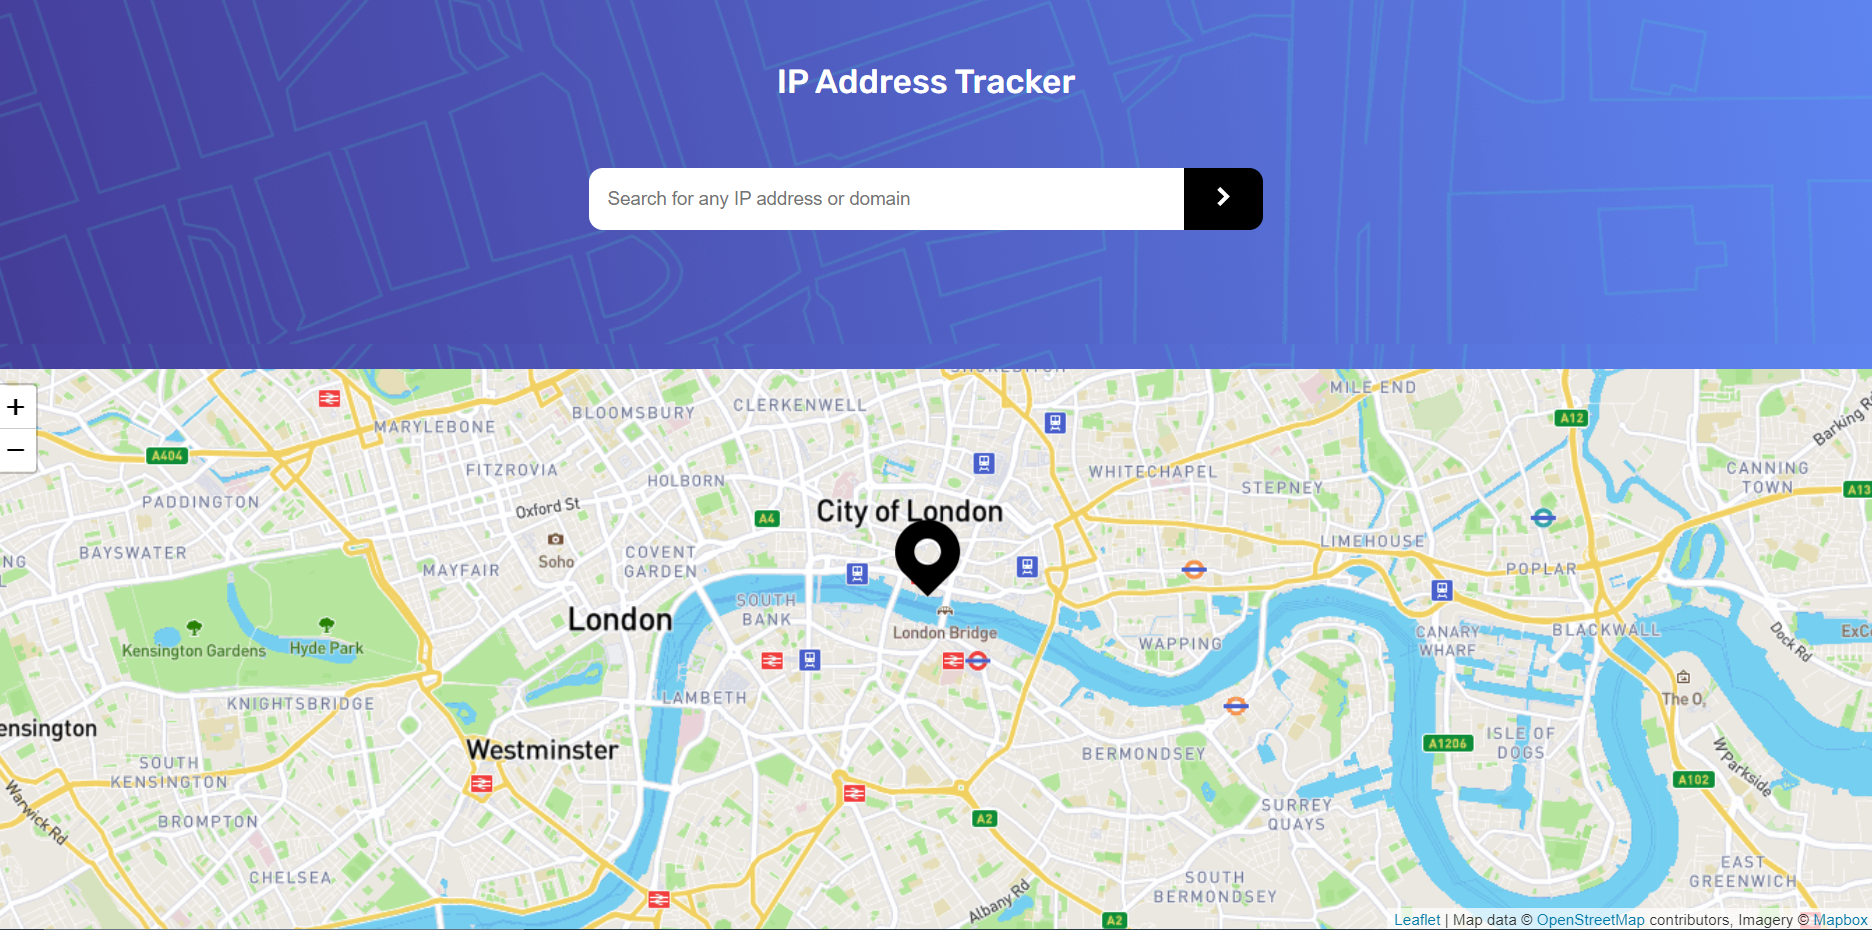 IP Address Tracker
Search for any IP address or domain
+
−
MILE END
CLERKENWELL
BLOOMSBURY
A12
Barking
MARYLEBONE
A404
FITZROVIA
WHITECHAPEL
CANNING
TOWN
HOLBORN
STEPNEY
A13
PADDINGTON
Oxford St
City of London
A4
LIMEHOUSE
BAYSWATER
COVENT
GARDEN
Soho
MAYFAIR
POPLAR
SOUTH
BANK
London
London Bridge
CANARY
WHARF
BLACKWALL
Dock Rd
Kensington Gardens
Hyde Park
WAPPING
KNIGHTSBRIDGE
LAMBETH
The O2
ensington
Westminster
BERMONDSEY
A1206
ISLE OF
DOGS
W Parkside
SOUTH
KENSINGTON
A102
Warwick Rd
BROMPTON
A2
SURREY
QUAYS
CHELSEA
EAST
GREENWICH
SOUTH
BERMONDSEY
Albany Rd
A2
Leaflet | Map data © OpenStreetMap contributors, Imagery © Mapbox